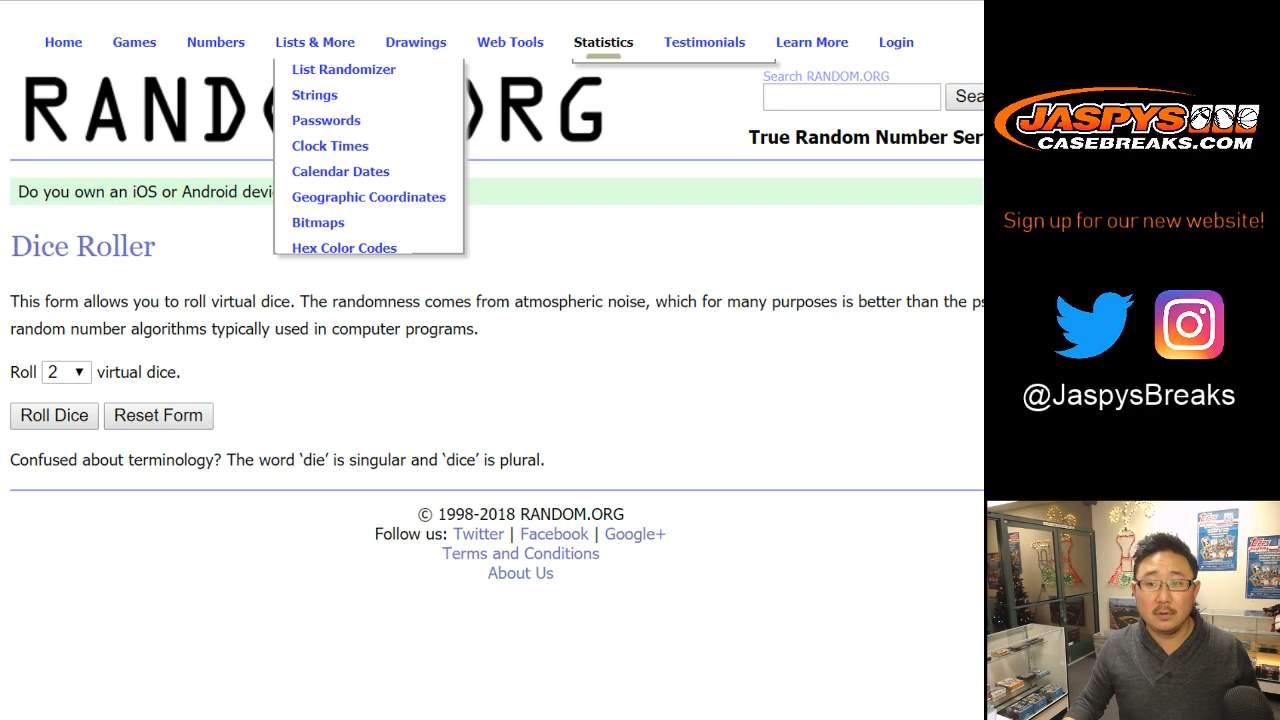 Home Games Numbers Lists & More Drawings Web Tools Statistics Testimonials Learn More Login
List Randomizer
Strings
Passwords
Clock Times
Calendar Dates
Geographic Coordinates
Bitmaps
Hex Color Codes
RAND RG
Search RANDOM.ORG
Sea
True Random Number Ser
Do you own an iOS or Android devi
Dice Roller
This form allows you to roll virtual dice. The randomness comes from atmospheric noise, which for many purposes is better than the ps
random number algorithms typically used in computer programs.
Roll 2 virtual dice.
Roll Dice Reset Form
Confused about terminology? The word ‘die’ is singular and ‘dice’ is plural.
© 1998-2018 RANDOM.ORG
Follow us: Twitter | Facebook | Google+
Terms and Conditions
About Us
JASPYS
CASEBREAKS.COM
Sign up for our new website!
@JaspysBreaks